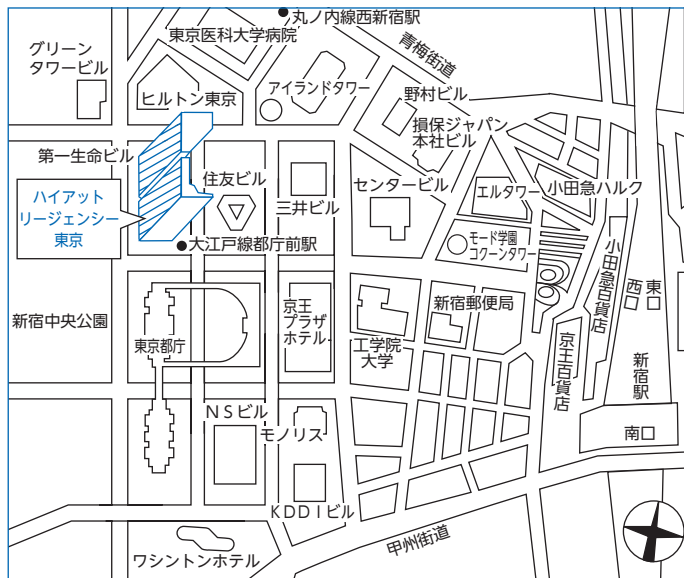 丸ノ内線西新宿駅
東京医科大学病院
青梅街道
グリーン
タワービル
ヒルトン東京
アイランドタワー
野村ビル
損保ジャパン
本社ビル
第一生命ビル
住友ビル
三井ビル
センタービル
エルタワー
小田急ハルク
ハイアット
リージェンシー
東京
大江戸線都庁前駅
モード学園
コクーンタワー
小田急百貨店
西口
東口
新宿中央公園
東京都庁
京王
プラザ
ホテル
新宿郵便局
工学院
大学
京王百貨店
新宿駅
NSビル
モノリス
南口
KDDIビル
甲州街道
ワシントンホテル